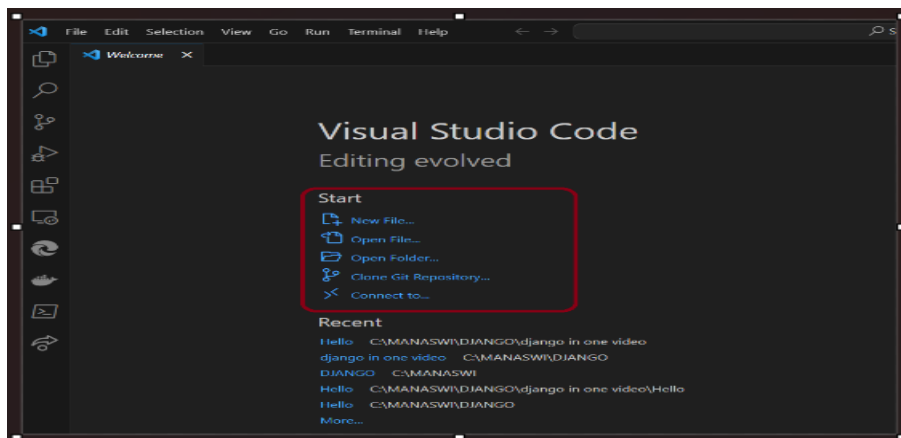 File Edit Selection View Go Run Terminal Help
Welcome
Visual Studio Code
Editing evolved
Start
New File...
Open File...
Open Folder...
Clone Git Repository...
Connect to...
Recent
Hello C:\MANASWI\DJANGO\django in one video
django in one video C:\MANASWI\DJANGO
DJANGO C:\MANASWI
Hello C:\MANASWI\DJANGO\django in one video\Hello
Hello C:\MANASWI\DJANGO
More...